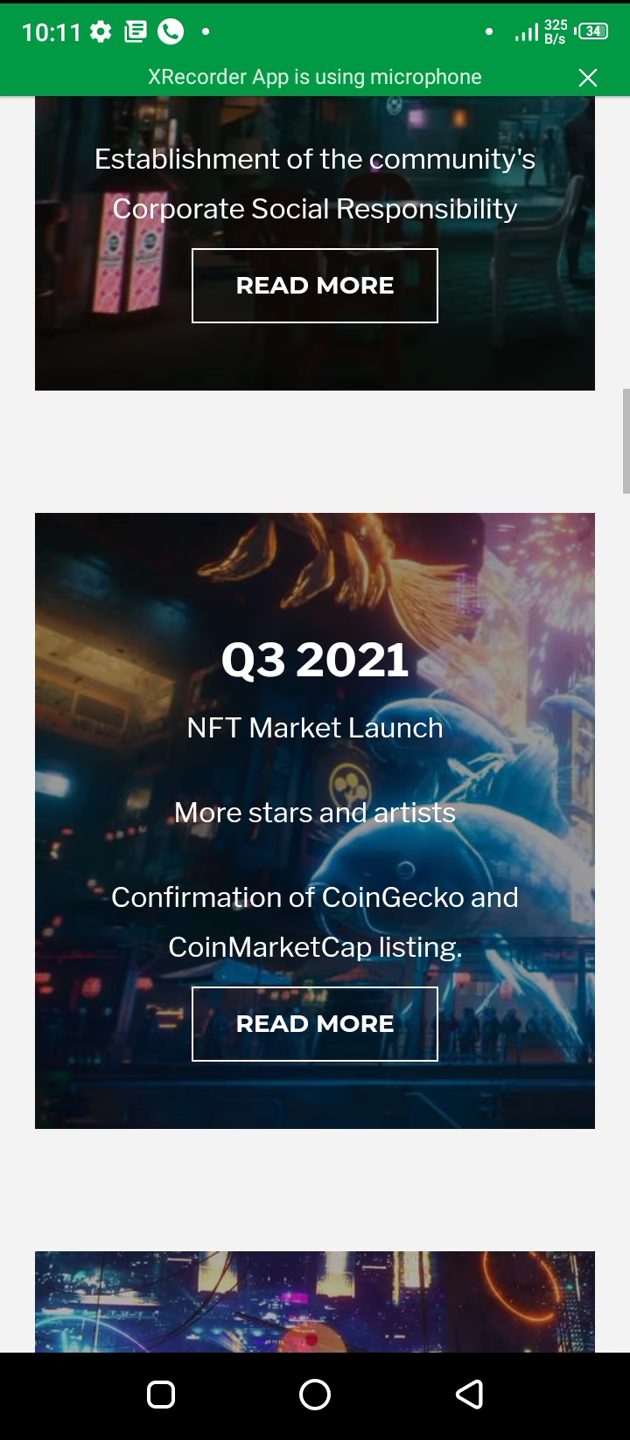 10:11
325
B/s
34
XRecorder App is using microphone
Establishment of the community's
Corporate Social Responsibility
READ MORE
Q3 2021
NFT Market Launch
More stars and artists
Confirmation of CoinGecko and
CoinMarketCap listing.
READ MORE